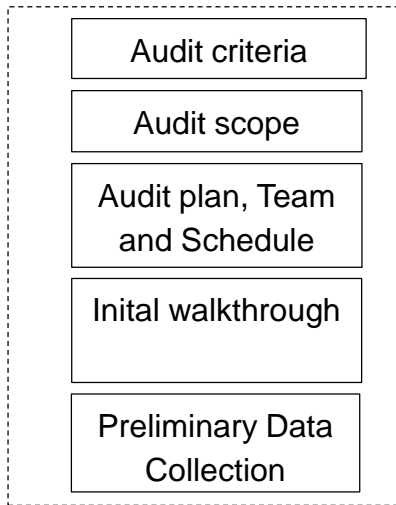 Audit criteria
Audit scope
Audit plan, Team
and Schedule
Inital walkthrough
Preliminary Data
Collection